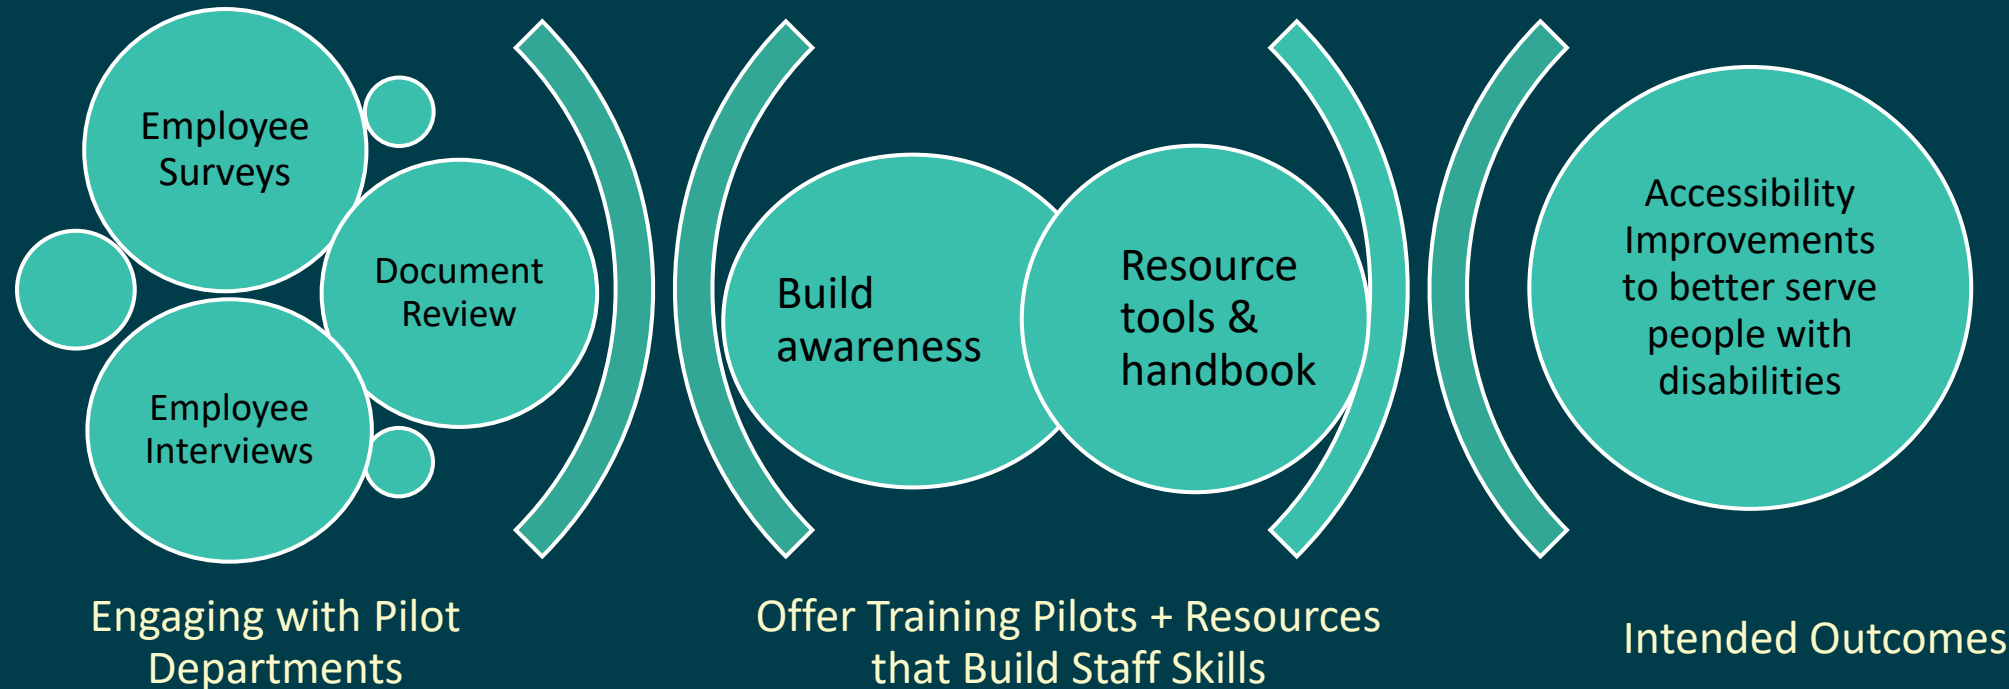 Employee
Surveys
Document
Review
Employee
Interviews
Engaging with Pilot
Departments
Build
awareness
Resource
tools &
handbook
Offer Training Pilots + Resources
that Build Staff Skills
Accessibility
Improvements
to better serve
people with
disabilities
Intended Outcomes